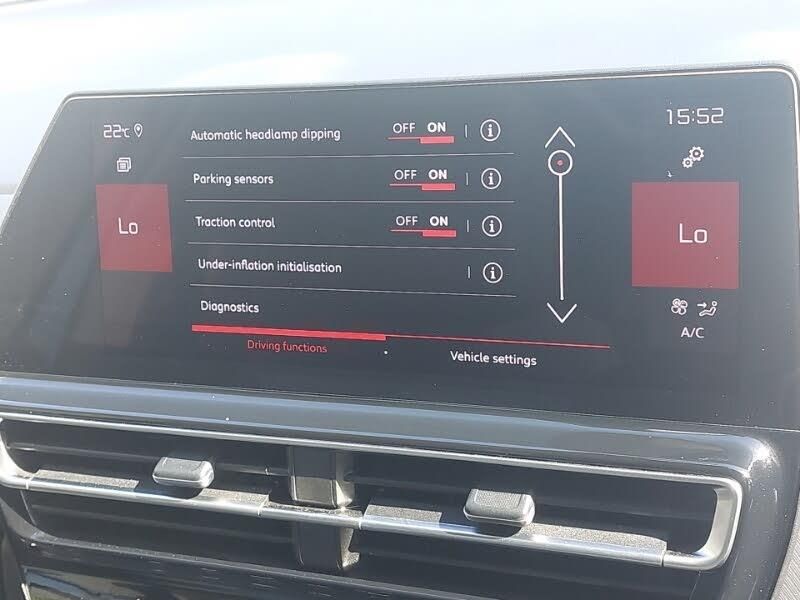 22°C
15:52
Automatic headlamp dipping OFF ON
Parking sensors OFF ON
Lo
Lo
Traction control OFF ON
Under-inflation initialisation
Diagnostics
A/C
Driving functions
Vehicle settings